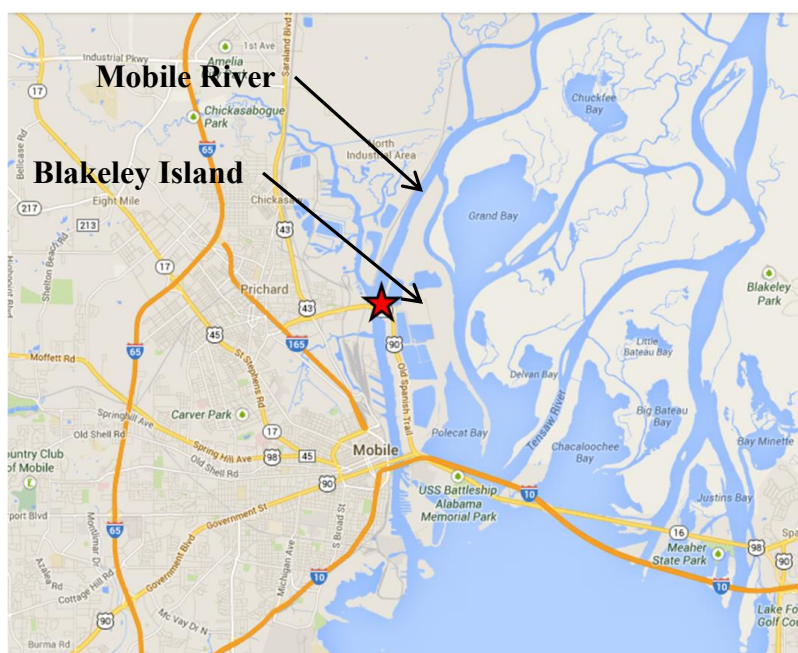 Industrial Pkwy
1st Ave
Amelia
Saraland Blvd S
Mobile River
17
Chickasabogue
Park
Chuckfee
Bay
65
North
Industrial Area
Bellcase Rd
Blakeley Island
217
213
Eight Mile
Chickasaw
43
Grand Bay
Shelton Beach Rd
17
Blakeley
Park
Prichard
43
45
165
90
65
Moffett Rd
St Stephens Rd
Old Spanish Trail
Little
Bateau Bay
Delvan Bay
Springhill Ave
Carver Park
Tensaw River
Big Bateau
Bay
Old Shell Rd
17
Polecat Bay
Chacaloochee
Bay
Bay Minette
Spring Hill Ave
45
Mobile
Country Club
of Mobile
98
Old Shell Rd
90
Government St
USS Battleship
Alabama
Memorial Park
10
Justins Bay
S Broad St
16
98
90
65
Montlimar Dr
Government Blvd
Michigan Ave
Meaher
State Park
Azalea Rd
Cottage Hill Rd
10
10
90
Mc Vay Dr N
Burma Rd
Lake Fo
Golf Cou